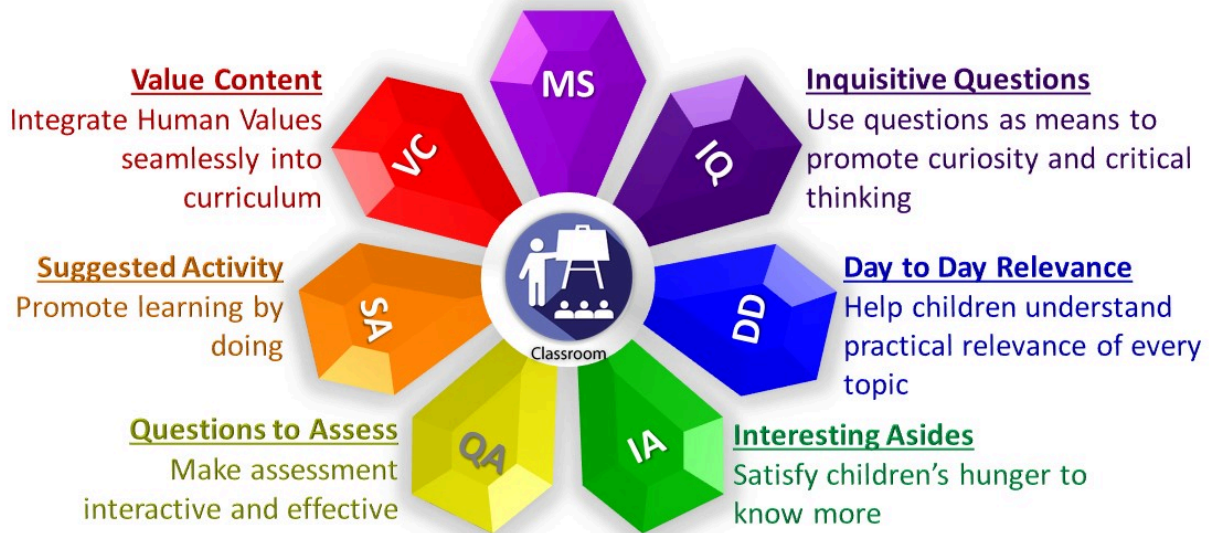 MS
Value Content
Integrate Human Values
seamlessly into
curriculum
VC
IQ
Inquisitive Questions
Use questions as means to
promote curiosity and critical
thinking
Suggested Activity
Promote learning by
doing
SA
Classroom
DD
Day to Day Relevance
Help children understand
practical relevance of every
topic
Questions to Assess
Make assessment
interactive and effective
QA
IA
Interesting Asides
Satisfy children’s hunger to
know more